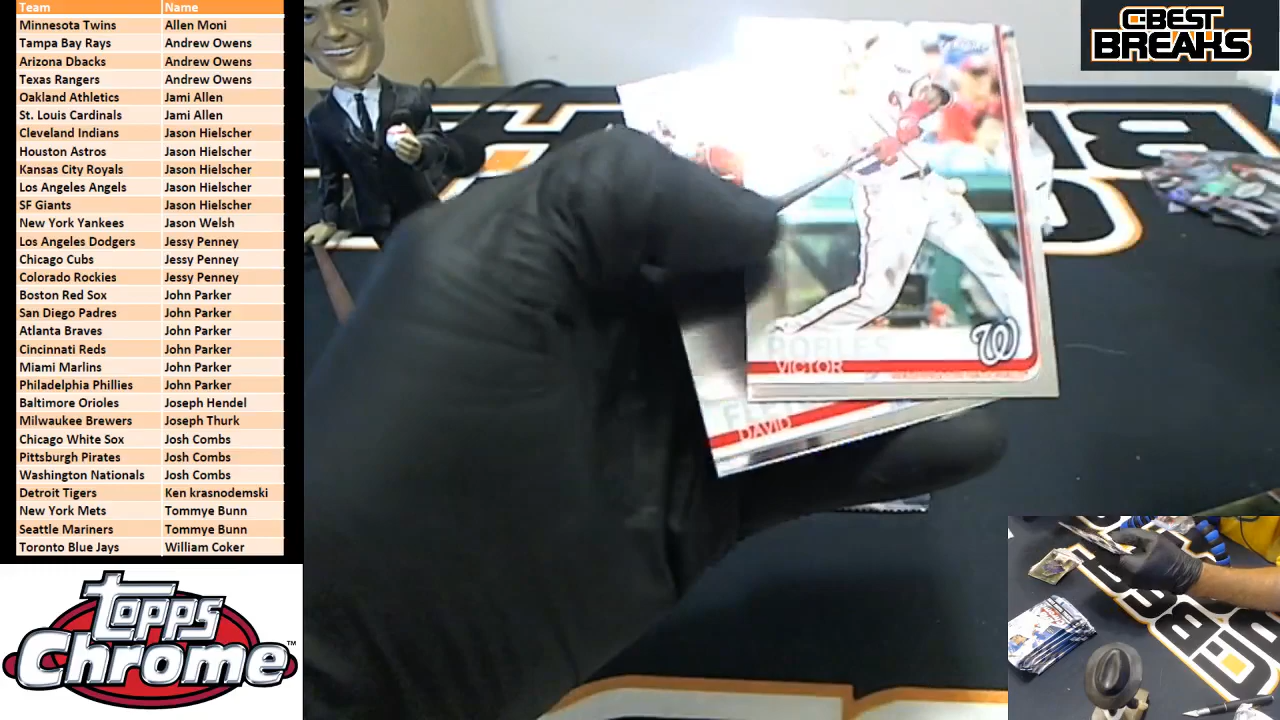 Team Name
Minnesota Twins Allen Moni
Tampa Bay Rays Andrew Owens
Arizona Dbacks Andrew Owens
Texas Rangers Andrew Owens
Oakland Athletics Jami Allen
St. Louis Cardinals Jami Allen
Cleveland Indians Jason Hielscher
Houston Astros Jason Hielscher
Kansas City Royals Jason Hielscher
Los Angeles Angels Jason Hielscher
SF Giants Jason Hielscher
New York Yankees Jason Welsh
Los Angeles Dodgers Jessy Penney
Chicago Cubs Jessy Penney
Colorado Rockies Jessy Penney
Boston Red Sox John Parker
San Diego Padres John Parker
Atlanta Braves John Parker
Cincinnati Reds John Parker
Miami Marlins John Parker
Philadelphia Phillies John Parker
Baltimore Orioles Joseph Hendel
Milwaukee Brewers Joseph Thurk
Chicago White Sox Josh Combs
Pittsburgh Pirates Josh Combs
Washington Nationals Josh Combs
Detroit Tigers Ken krasnodemski
New York Mets Tommye Bunn
Seattle Mariners Tommye Bunn
Toronto Blue Jays William Coker
Topps
Chrome™
C-BEST
BREAKS
ROBLES
VICTOR
W
DAVID